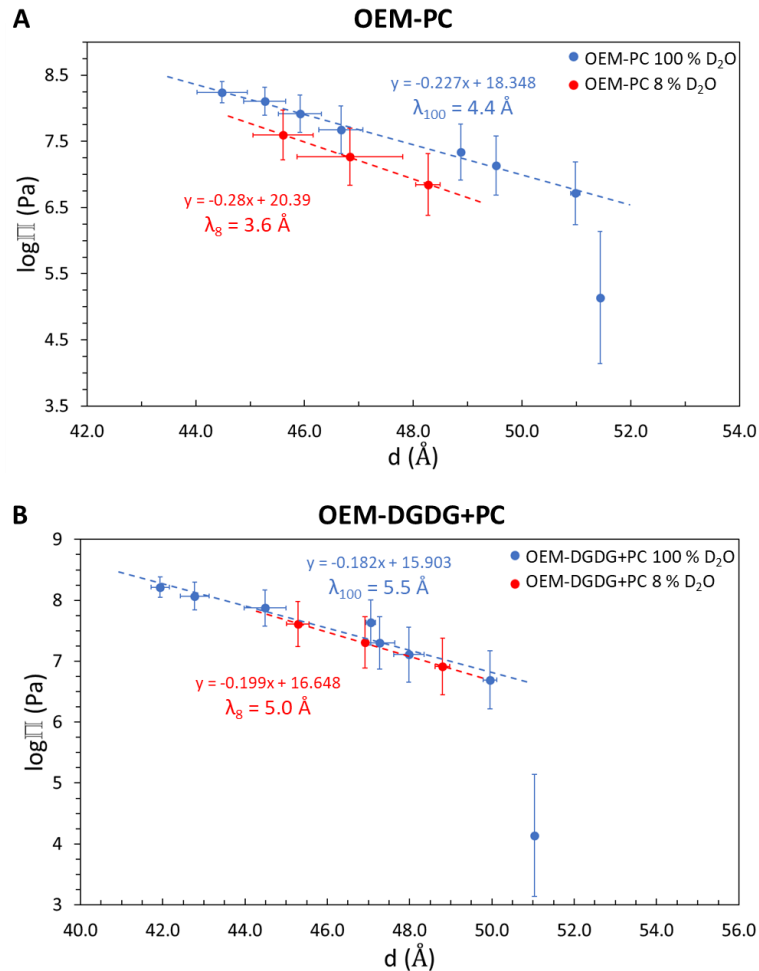 A
OEM-PC
OEM-PC 100 % D₂O
OEM-PC 8 % D₂O
y = -0.227x + 18.348
λ₁₀₀ = 4.4 Å
y = -0.28x + 20.39
λ₈ = 3.6 Å
logℿ (Pa)
8.5
7.5
6.5
5.5
4.5
3.5
42.0 44.0 46.0 48.0 50.0 52.0 54.0
d (Å)
B
OEM-DGDG+PC
OEM-DGDG+PC 100 % D₂O
OEM-DGDG+PC 8 % D₂O
y = -0.182x + 15.903
λ₁₀₀ = 5.5 Å
y = -0.199x + 16.648
λ₈ = 5.0 Å
logℿ (Pa)
9
8
7
6
5
4
3
40.0 42.0 44.0 46.0 48.0 50.0 52.0 54.0 56.0
d (Å)